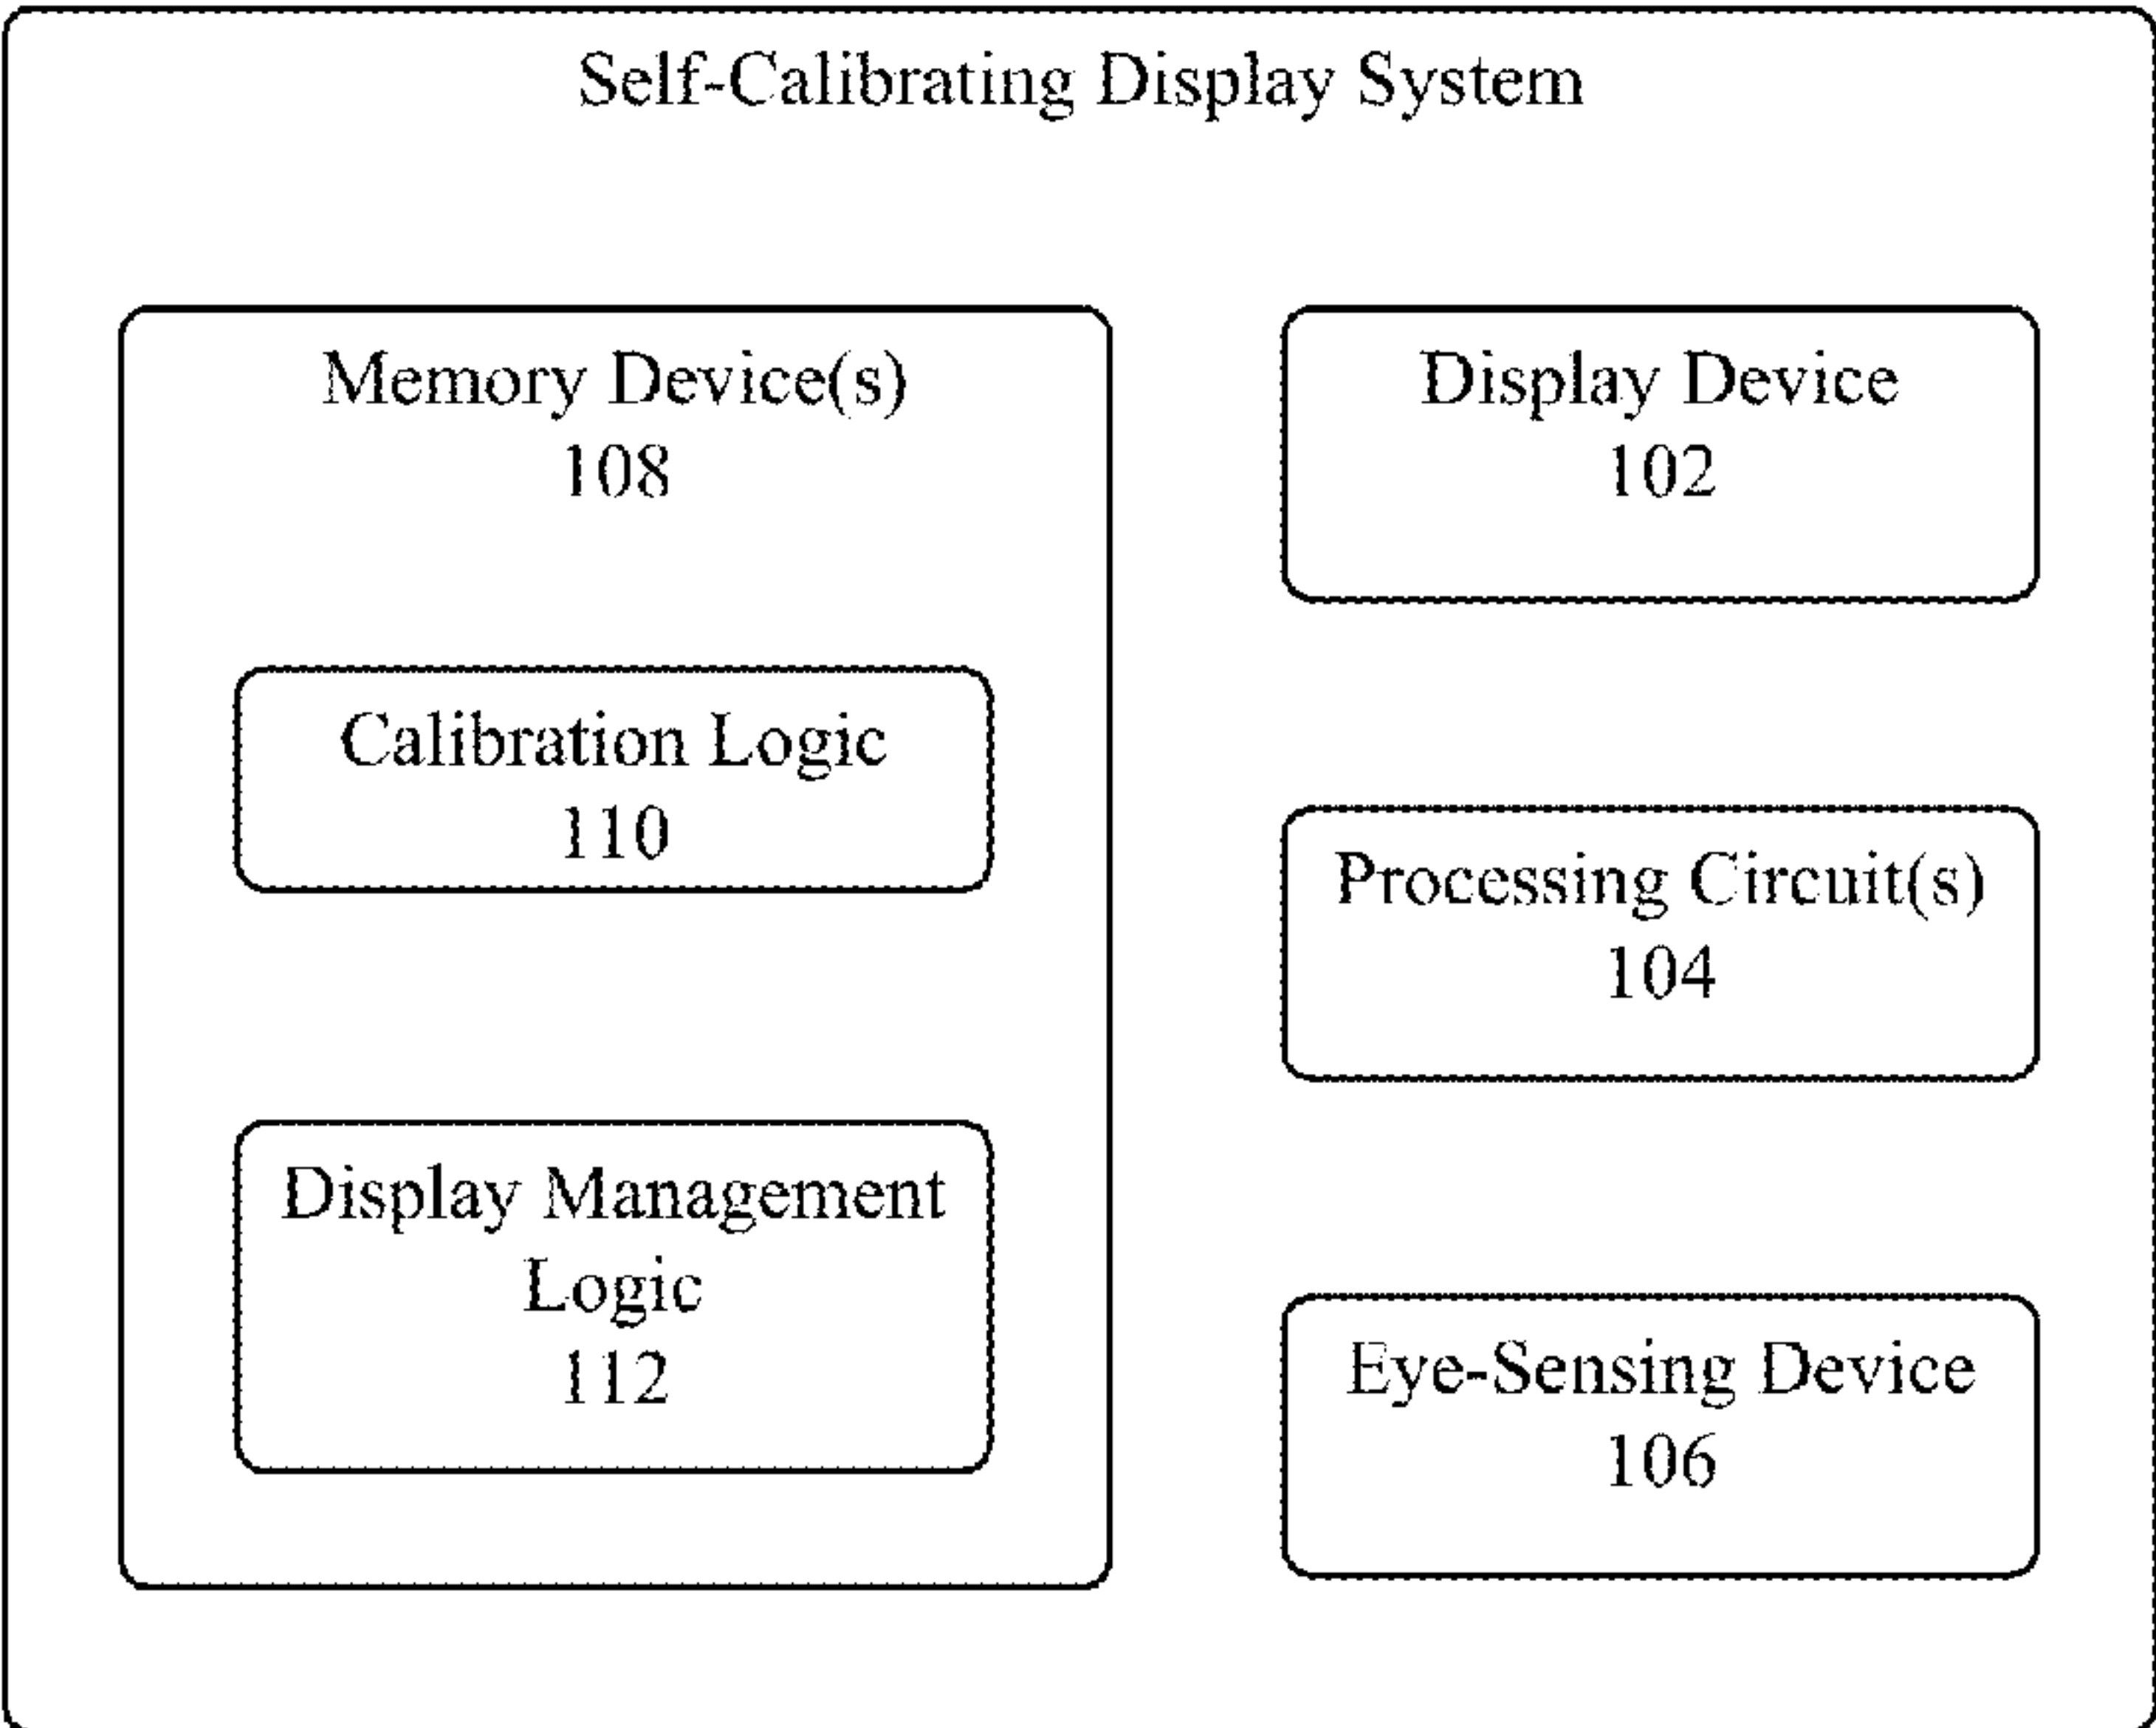 Self-Calibrating Display System
Memory Device(s)
108
Calibration Logic
110
Display Management
Logic
112
Display Device
102
Processing Circuit(s)
104
Eye-Sensing Device
106